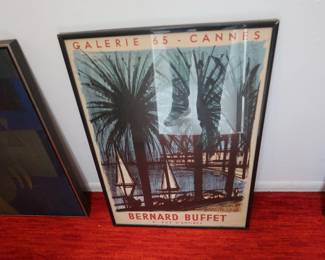 GALERIE 65 - CANNES
BERNARD BUFFET